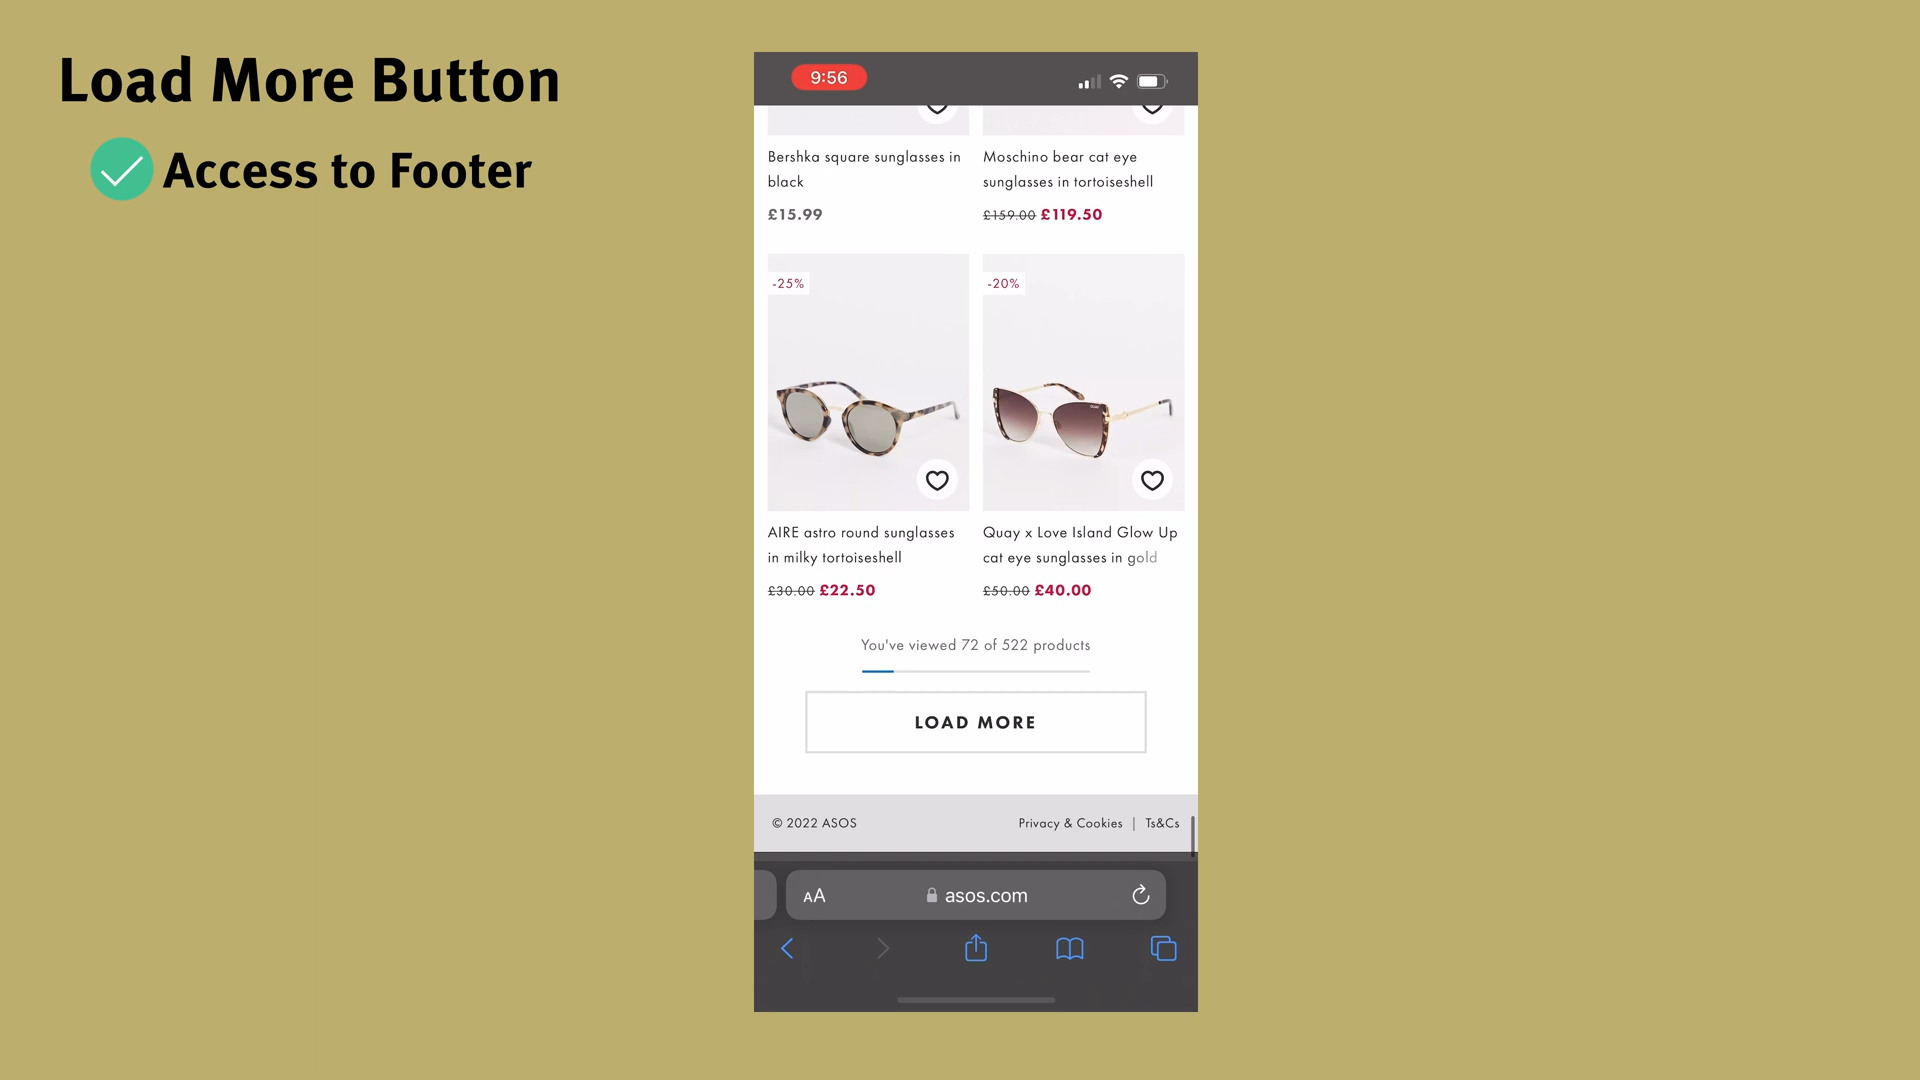 Load More Button
Access to Footer
9:56
Bershka square sunglasses in
black
£15.99
Moschino bear cat eye
sunglasses in tortoiseshell
£159.00 £119.50
-25%
-20%
AIRE astro round sunglasses
in milky tortoiseshell
£30.00 £22.50
Quay x Love Island Glow Up
cat eye sunglasses in gold
£50.00 £40.00
You've viewed 72 of 522 products
LOAD MORE
© 2022 ASOS
Privacy & Cookies | Ts&Cs
AA
asos.com